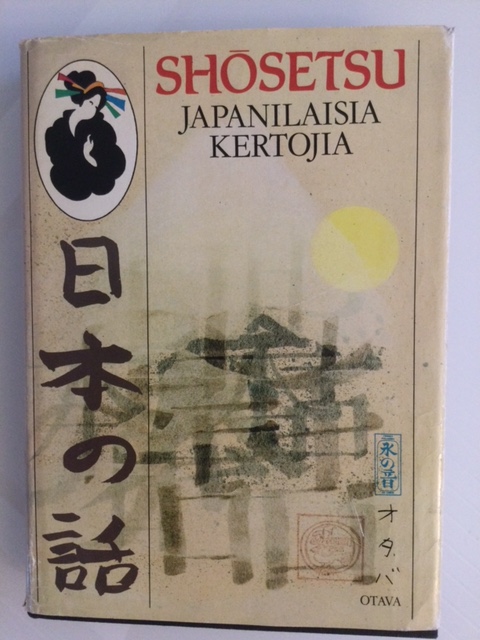 SHŌSETSU
JAPANILAISIA
KERTOJIA
日本の話
オタバ
OTAVA